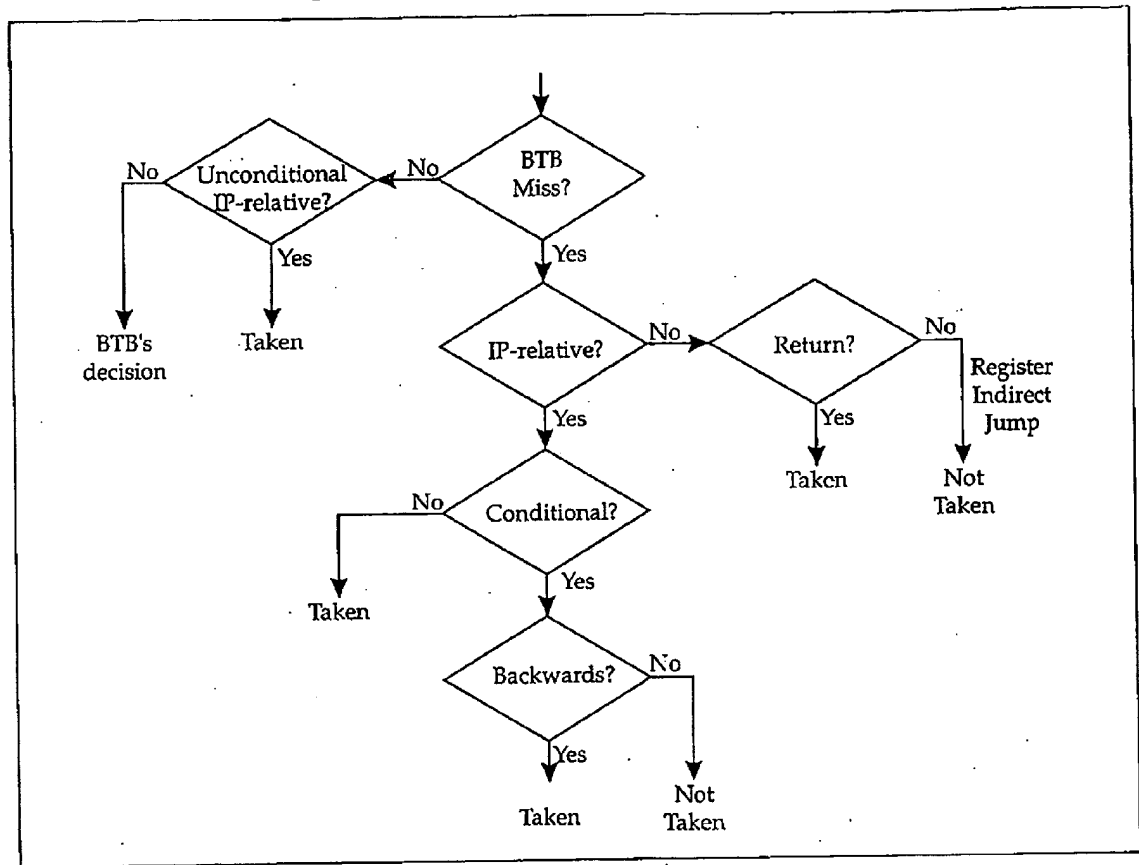 BTB
Miss?
No
Unconditional
IP-relative?
No
Yes
Yes
BTB's
decision
Taken
IP-relative?
No
Return?
No
Register
Indirect
Jump
Yes
Yes
Taken
Not
Taken
Conditional?
No
Yes
Taken
Backwards?
No
Yes
Taken
Not
Taken